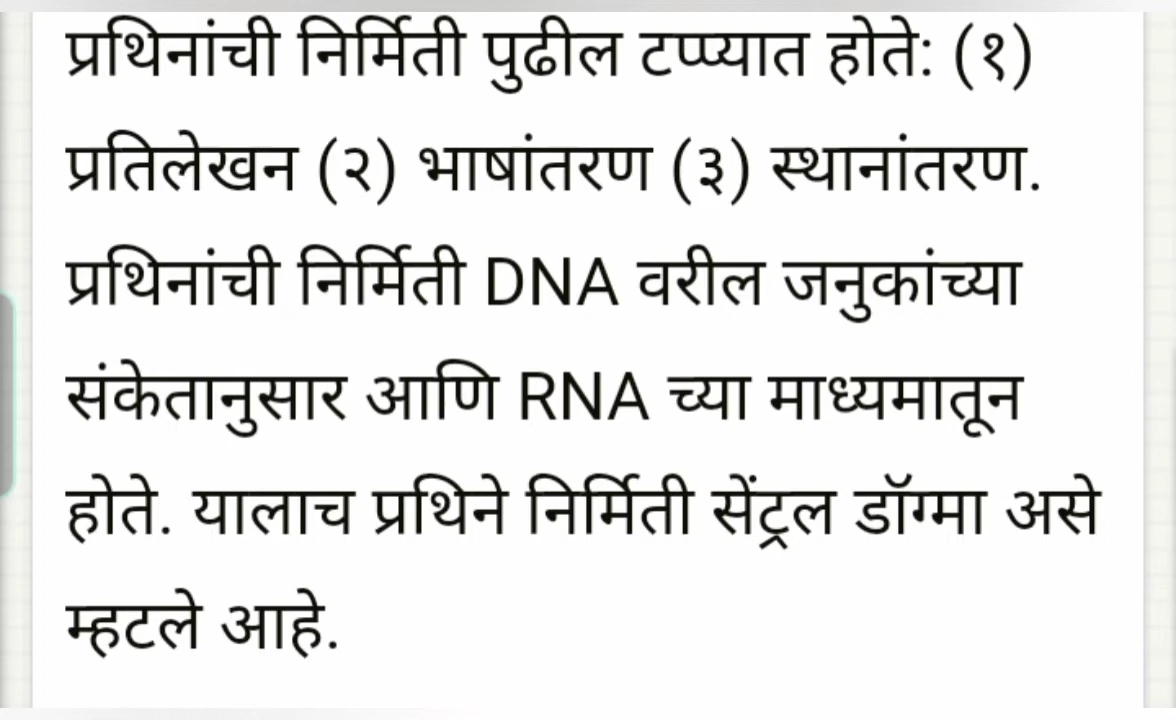 प्रथिनांची निर्मिती पुढील टप्प्यात होते: (१)
प्रतिलेखन (२) भाषांतरण (३) स्थानांतरण.
प्रथिनांची निर्मिती DNA वरील जनुकांच्या
संकेतानुसार आणि RNA च्या माध्यमातून
होते. यालाच प्रथिने निर्मिती सेंट्रल डॉग्मा असे
म्हटले आहे.